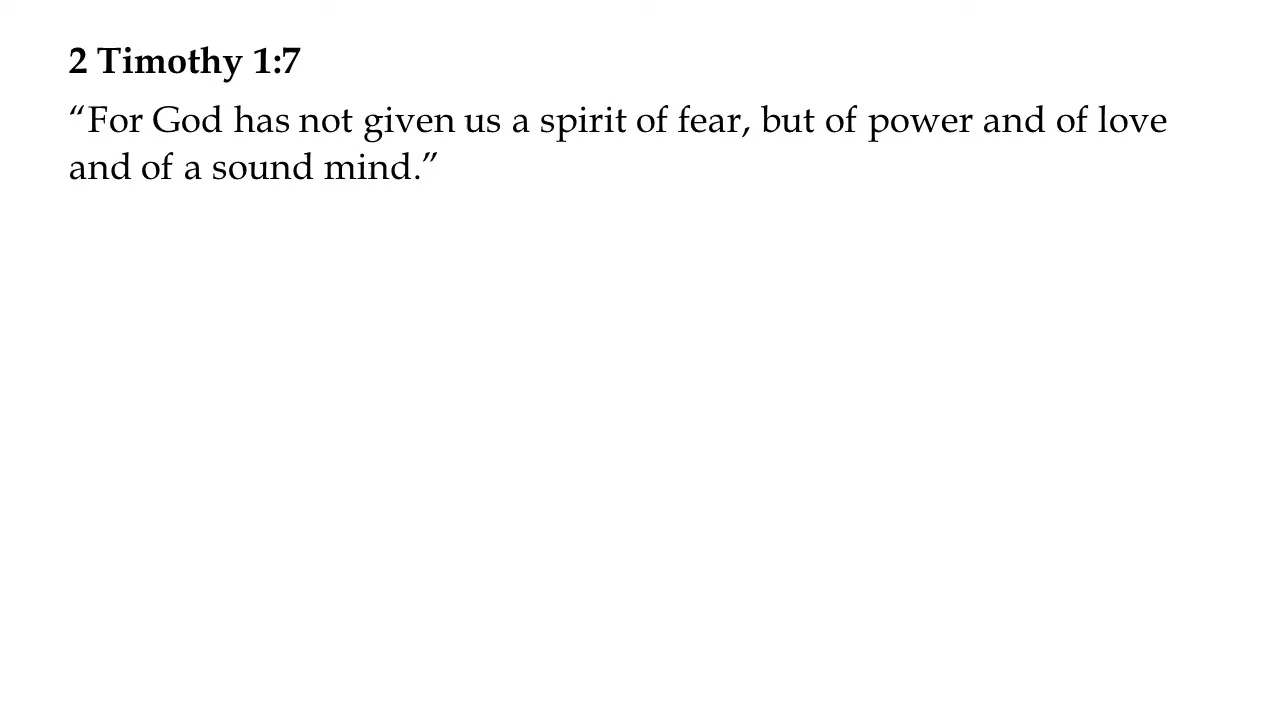 2 Timothy 1:7
“For God has not given us a spirit of fear, but of power and of love
and of a sound mind.”